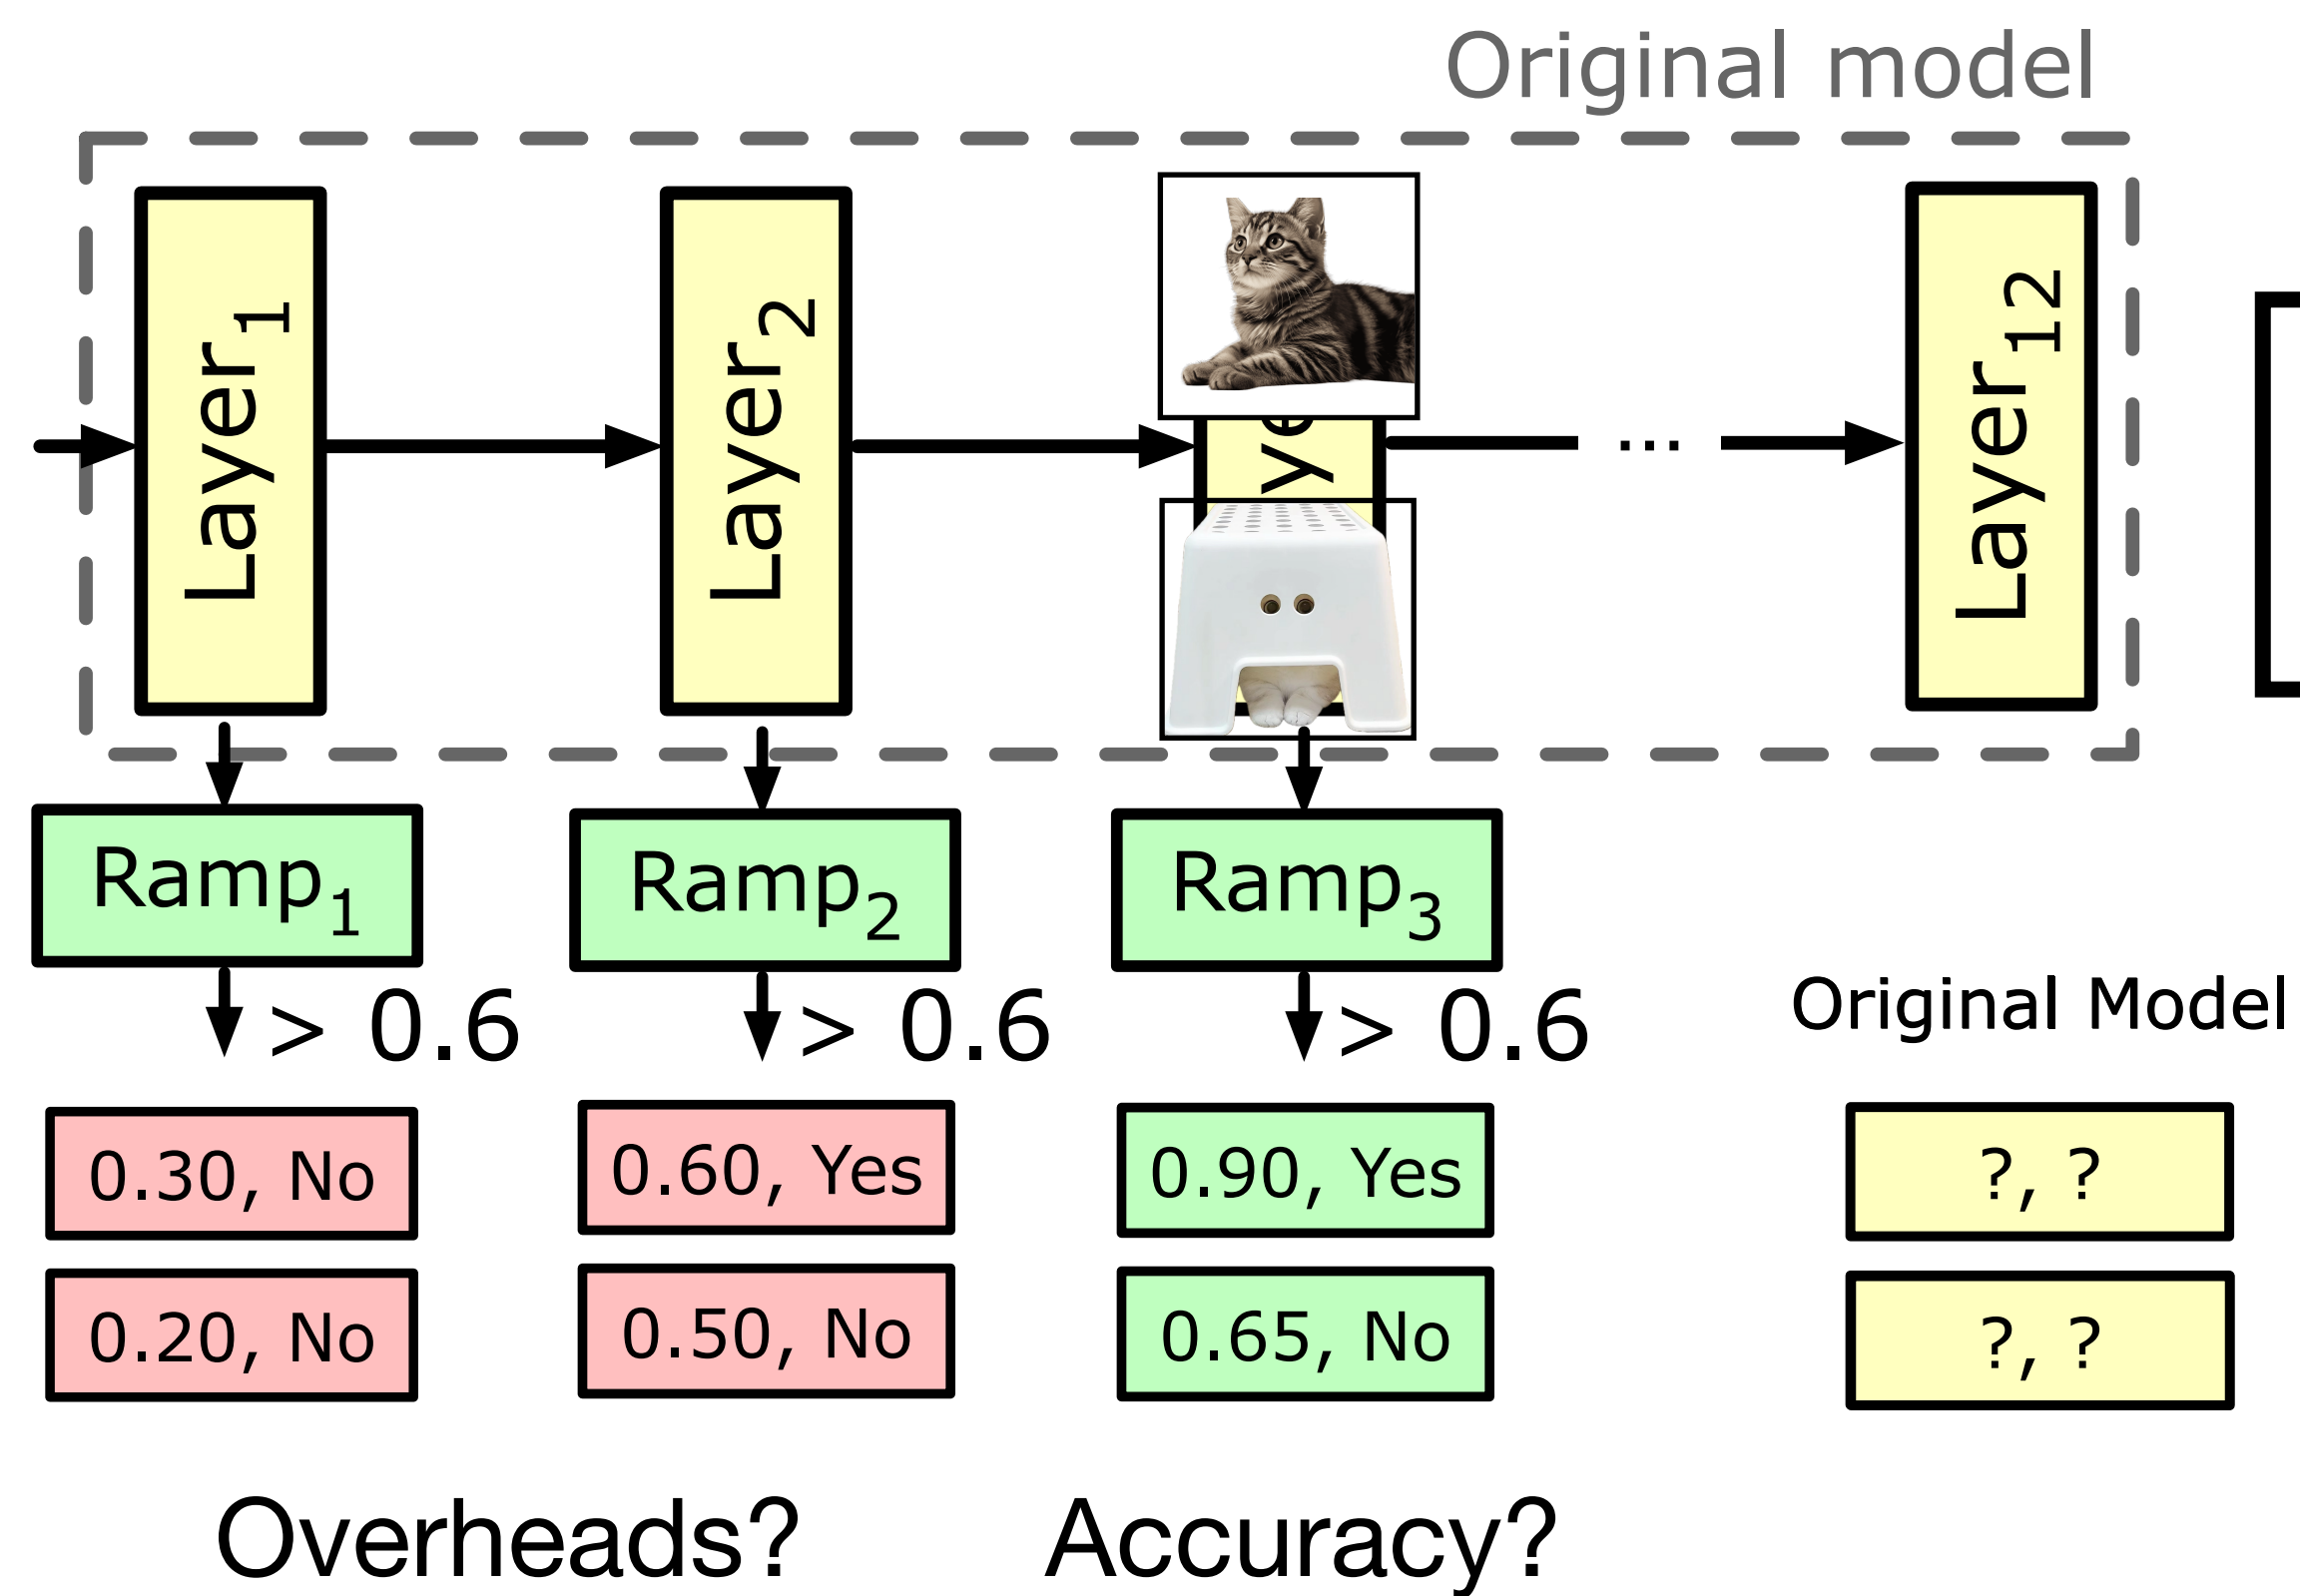 Original model
Layer1
Layer2
ye
...
Layer12
Ramp1
Ramp2
Ramp3
> 0.6
> 0.6
> 0.6
Original Model
0.30, No
0.60, Yes
0.90, Yes
?, ?
0.20, No
0.50, No
0.65, No
?, ?
Overheads?
Accuracy?